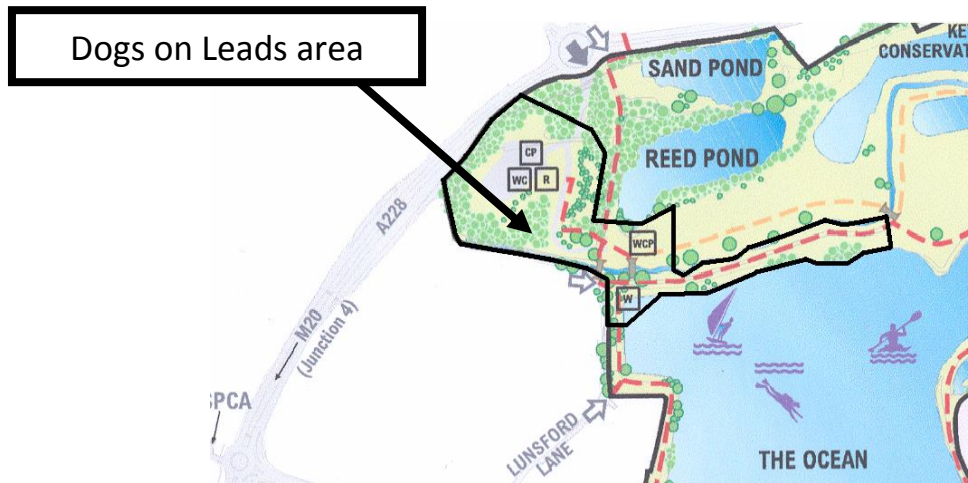 Dogs on Leads area
KE
CONSERVAT
SAND POND
REED POND
CP
WC
R
A228
WCP
W
M20
(Junction 4)
SPCA
LUNSFORD
LANE
THE OCEAN